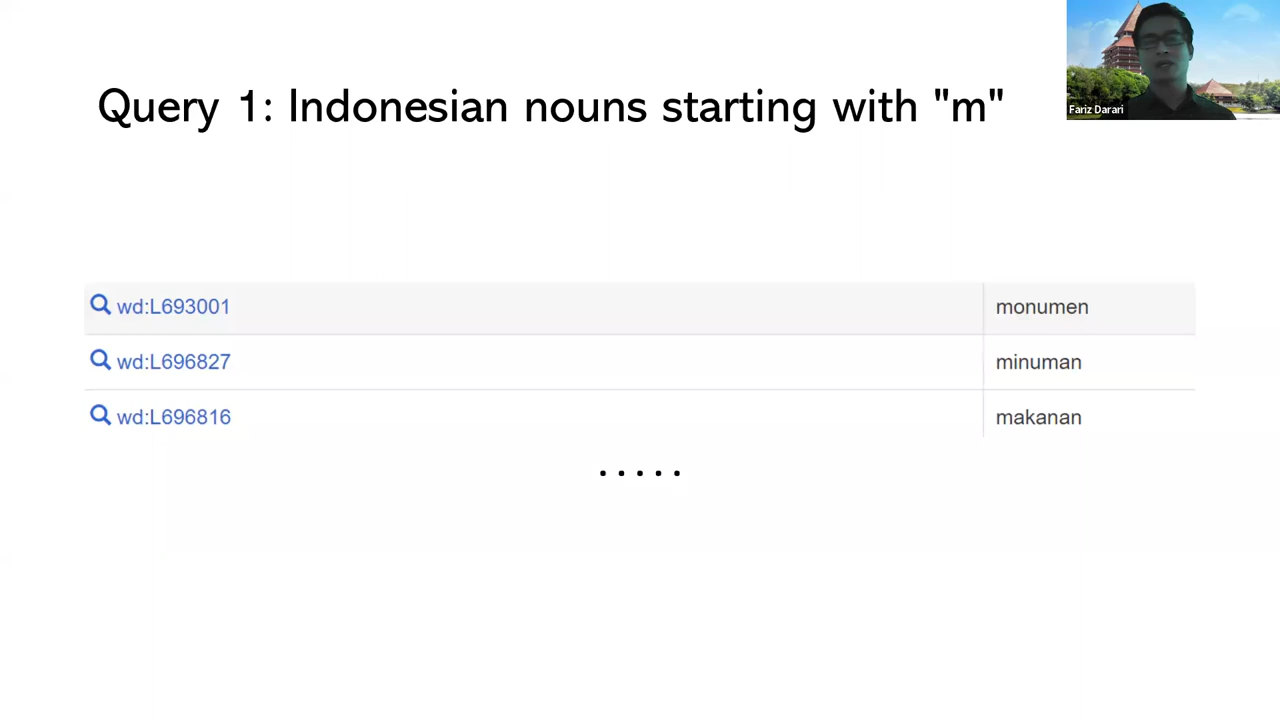 Query 1: Indonesian nouns starting with "m"
Fariz Darari
wd:L693001 monumen
wd:L696827 minuman
wd:L696816 makanan
.....